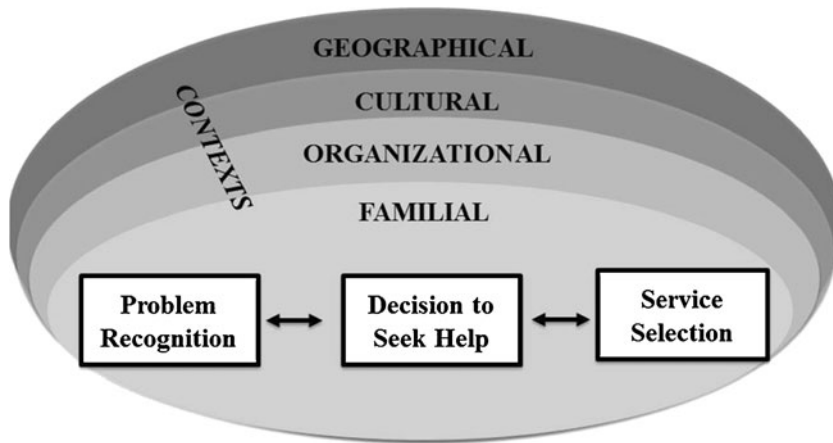 GEOGRAPHICAL
CULTURAL
CONTEXTS
ORGANIZATIONAL
FAMILIAL
Problem
Recognition
Decision to
Seek Help
Service
Selection